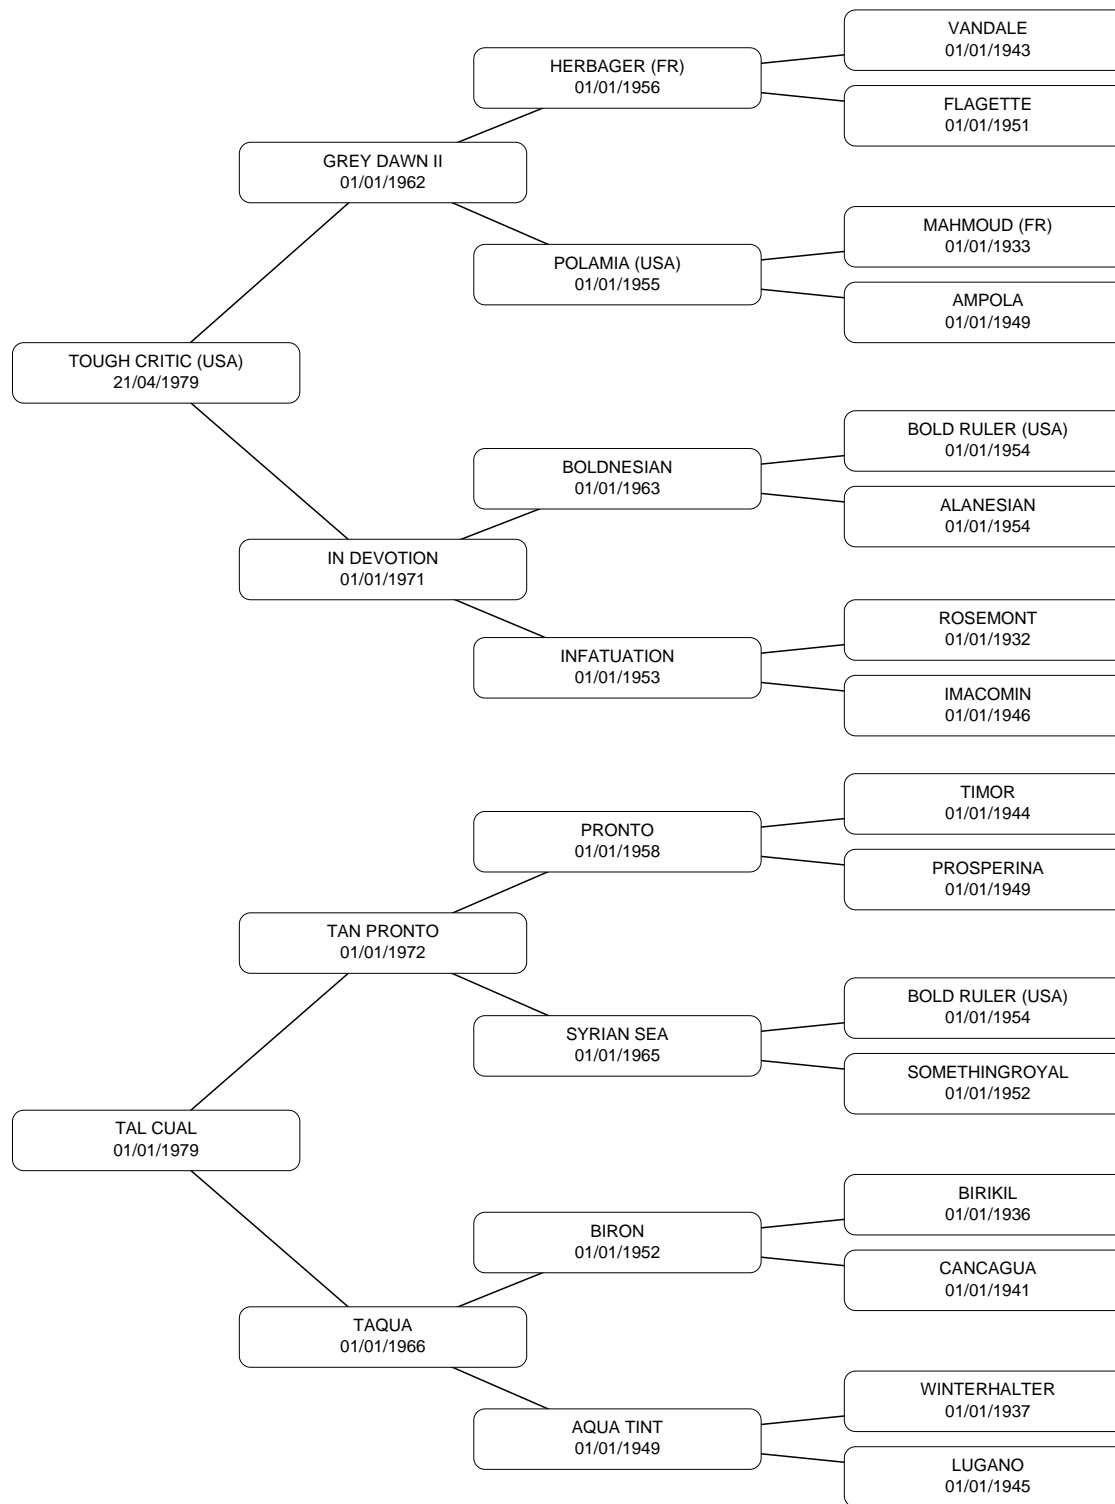 VANDALE
01/01/1943
HERBAGER (FR)
01/01/1956
FLAGETTE
01/01/1951
GREY DAWN II
01/01/1962
MAHMOUD (FR)
01/01/1933
POLAMIA (USA)
01/01/1955
AMPOLA
01/01/1949
TOUGH CRITIC (USA)
21/04/1979
BOLD RULER (USA)
01/01/1954
BOLDNESIAN
01/01/1963
ALANESIAN
01/01/1954
IN DEVOTION
01/01/1971
ROSEMONT
01/01/1932
INFATUATION
01/01/1953
IMACOMIN
01/01/1946
TIMOR
01/01/1944
PRONTO
01/01/1958
PROSPERINA
01/01/1949
TAN PRONTO
01/01/1972
BOLD RULER (USA)
01/01/1954
SYRIAN SEA
01/01/1965
SOMETHINGROYAL
01/01/1952
TAL CUAL
01/01/1979
BIRIKIL
01/01/1936
BIRON
01/01/1952
CANCAGUA
01/01/1941
TAQUA
01/01/1966
WINTERHALTER
01/01/1937
AQUA TINT
01/01/1949
LUGANO
01/01/1945